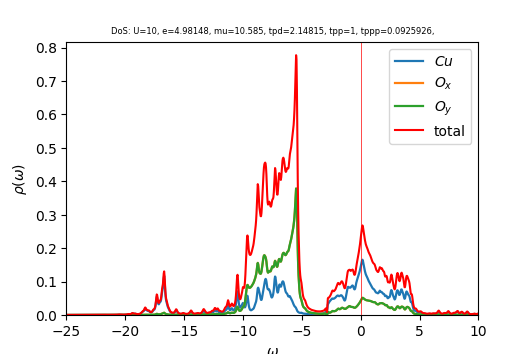 DoS: U=10, e=4.98148, mu=10.585, tpd=2.14815, tpp=1, tppp=0.0925926,
0.8
0.7
0.6
0.5
0.4
0.3
0.2
0.1
0.0
ρ(ω)
Cu
Oₓ
O_y
total
−25 −20 −15 −10 −5 0 5 10
ω